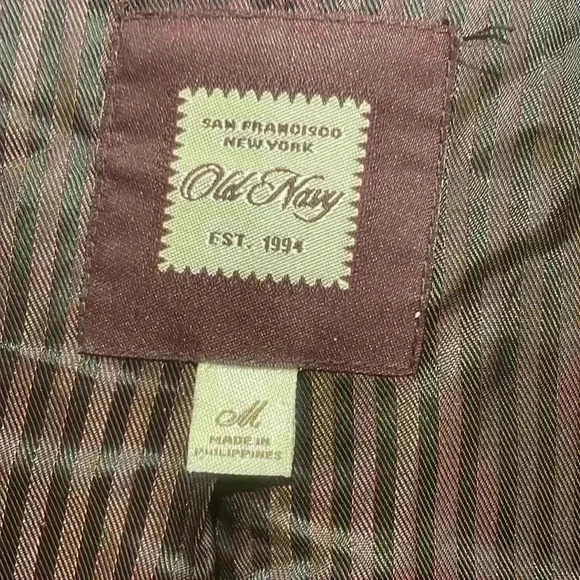 SAN FRANCISCO
NEW YORK
Old Navy
EST. 1994
M
MADE IN
PHILIPPINES